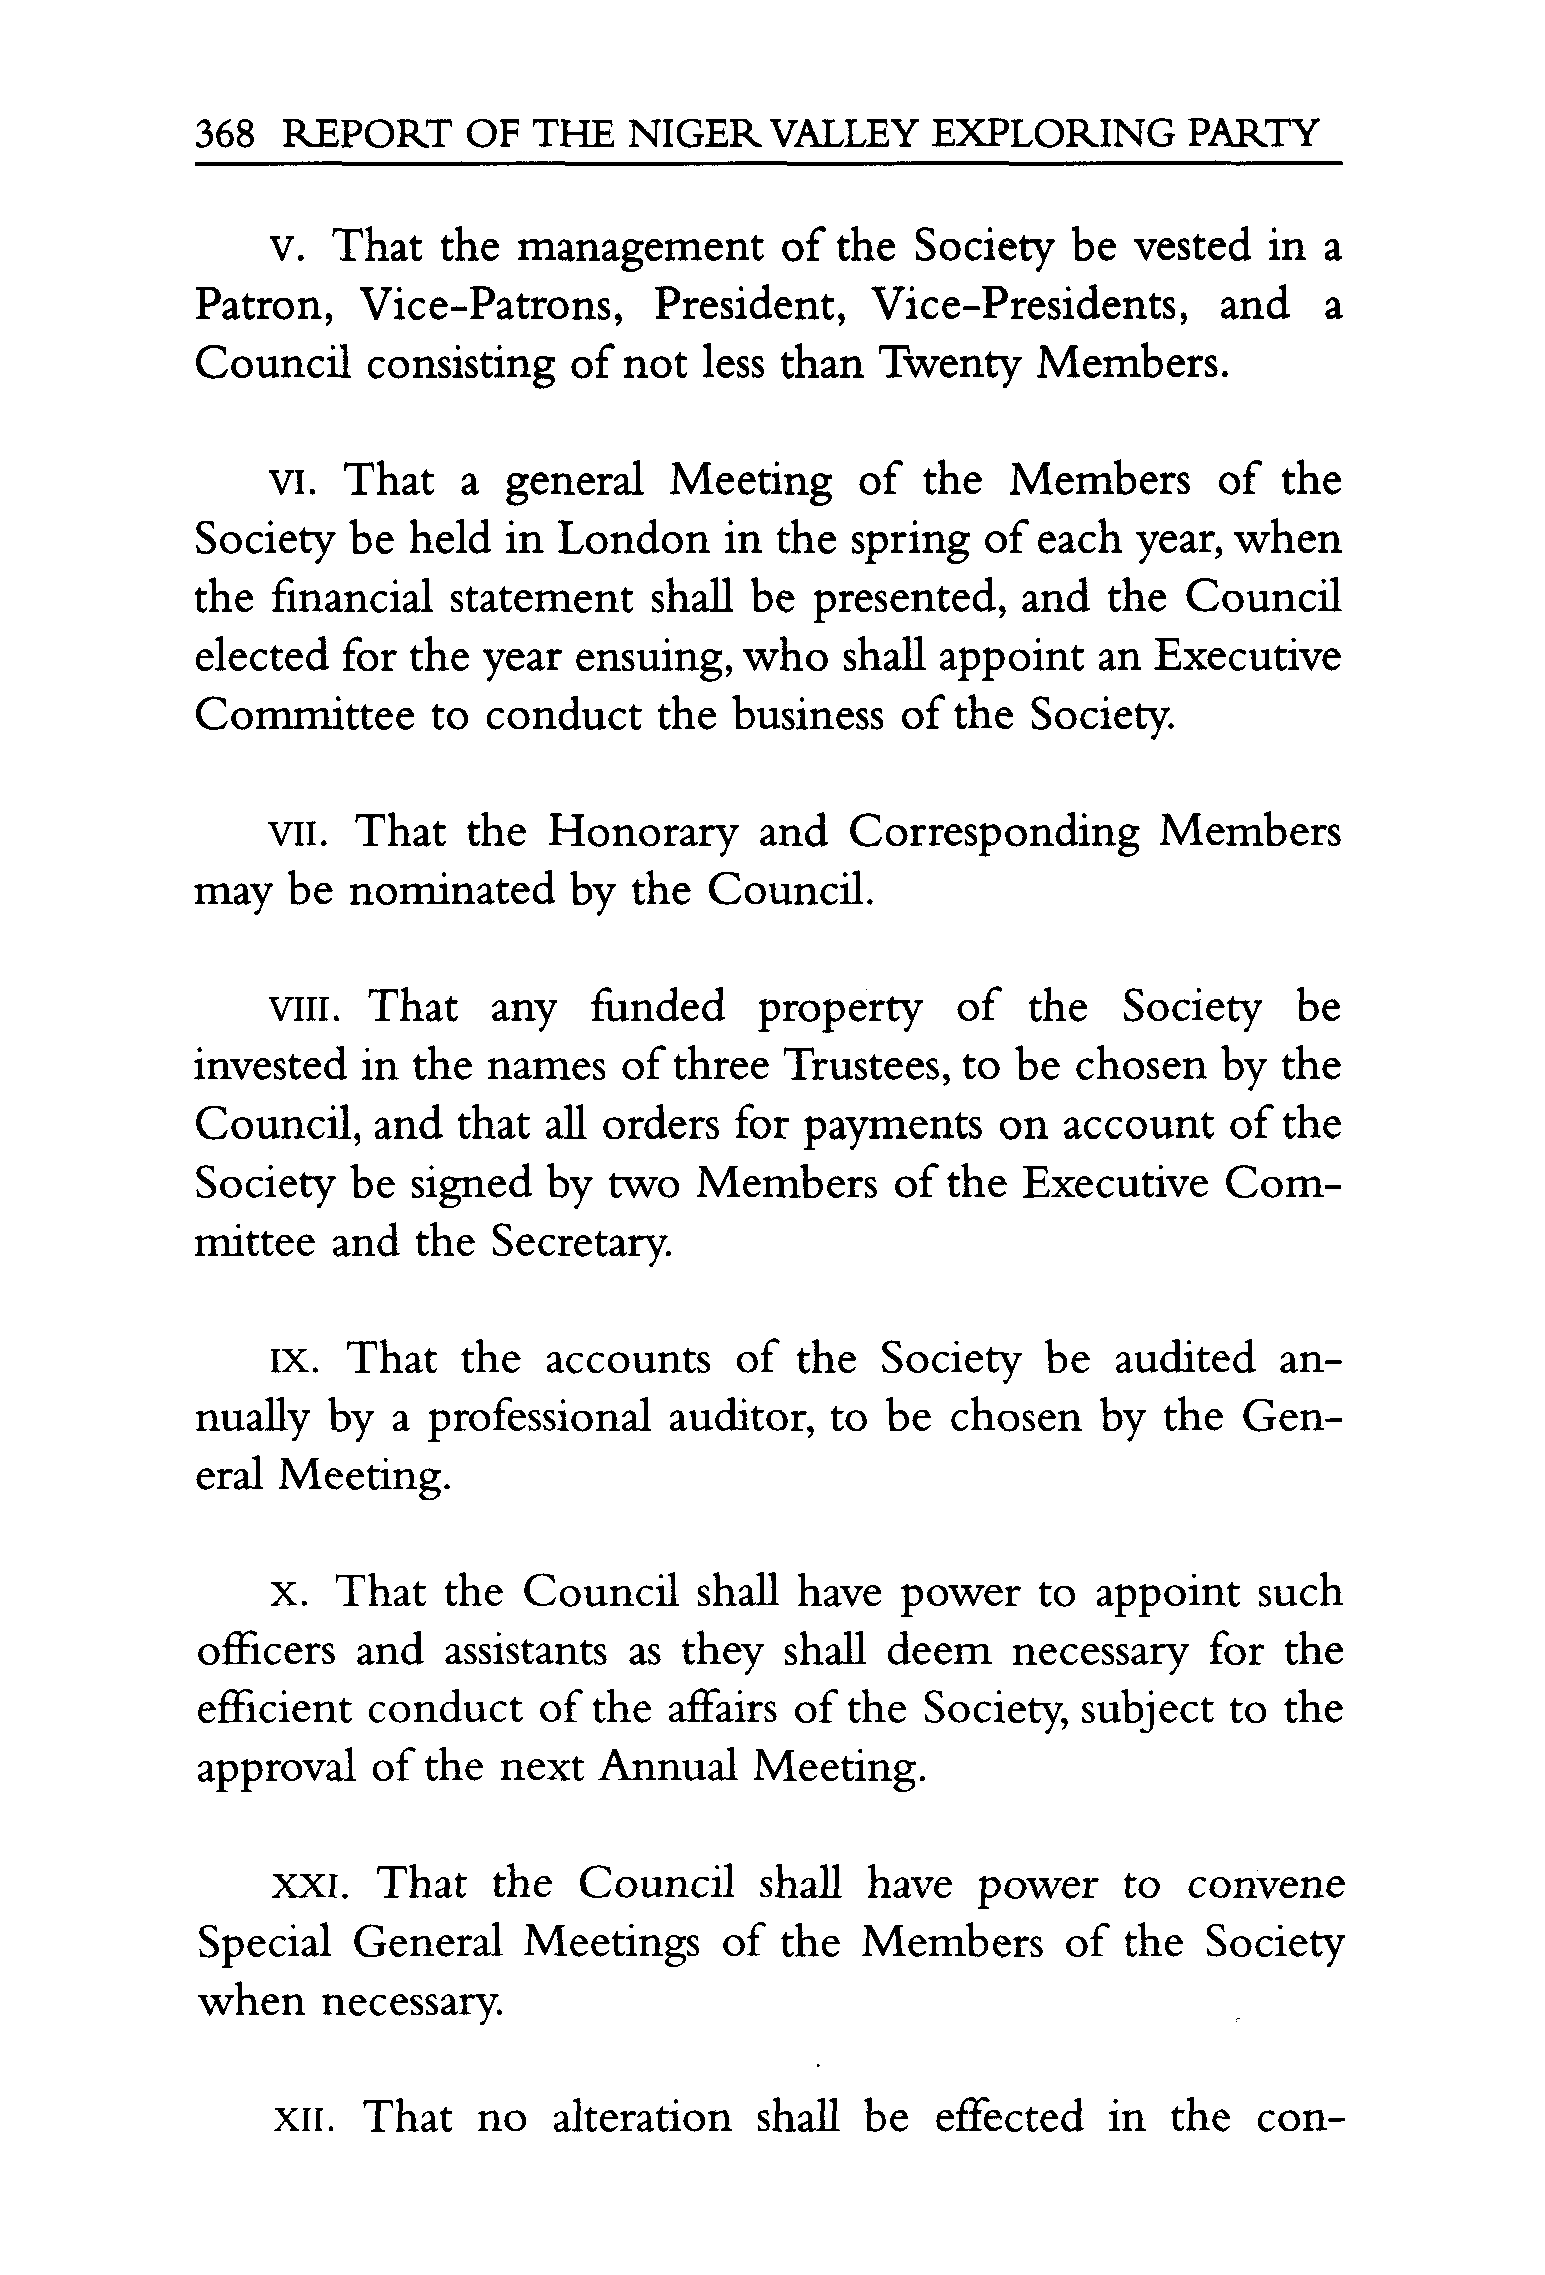 368 REPORT OF THE NIGER VALLEY EXPLORING PARTY
v. That the management of the Society be vested in a
Patron, Vice-Patrons, President, Vice-Presidents, and a
Council consisting of not less than Twenty Members.
vi. That a general Meeting of the Members of the
Society be held in London in the spring of each year, when
the financial statement shall be presented, and the Council
elected for the year ensuing, who shall appoint an Executive
Committee to conduct the business of the Society.
vii. That the Honorary and Corresponding Members
may be nominated by the Council.
viii. That any funded property of the Society be
invested in the names of three Trustees, to be chosen by the
Council, and that all orders for payments on account of the
Society be signed by two Members of the Executive Com-
mittee and the Secretary.
ix. That the accounts of the Society be audited an-
nually by a professional auditor, to be chosen by the Gen-
eral Meeting.
x. That the Council shall have power to appoint such
officers and assistants as they shall deem necessary for the
efficient conduct of the affairs of the Society, subject to the
approval of the next Annual Meeting.
xxi. That the Council shall have power to convene
Special General Meetings of the Members of the Society
when necessary.
xii. That no alteration shall be effected in the con-